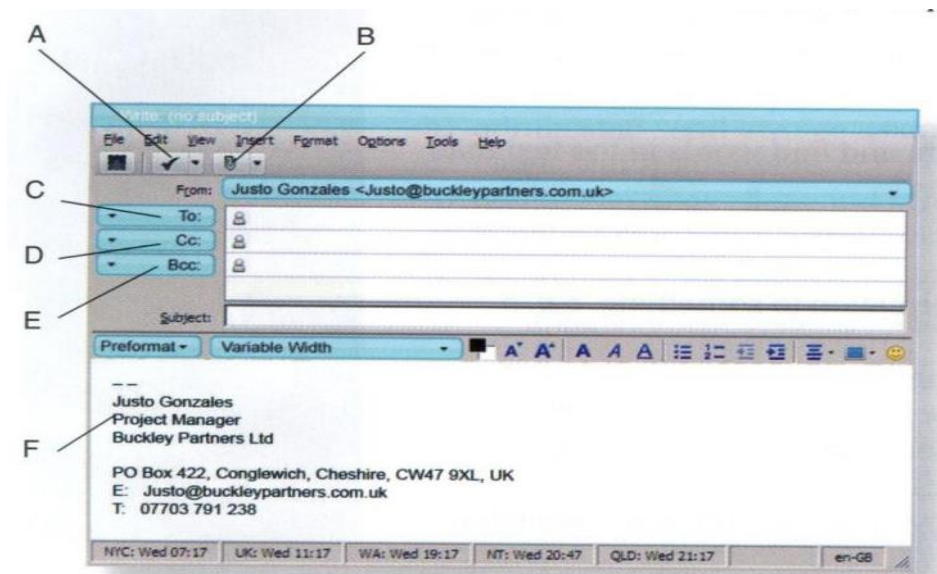 A
B
Write: (no subject)
File Edit View Insert Format Options Tools Help
C
From: Justo Gonzales <Justo@buckleypartners.com.uk>
To:
D
Cc:
Bcc:
E
Subject:
Preformat Variable Width
A A A A A
F
– –
Justo Gonzales
Project Manager
Buckley Partners Ltd
PO Box 422, Conglewich, Cheshire, CW47 9XL, UK
E: Justo@buckleypartners.com.uk
T: 07703 791 238
NYC: Wed 07:17 UK: Wed 11:17 WA: Wed 19:17 NT: Wed 20:47 QLD: Wed 21:17 en-GB